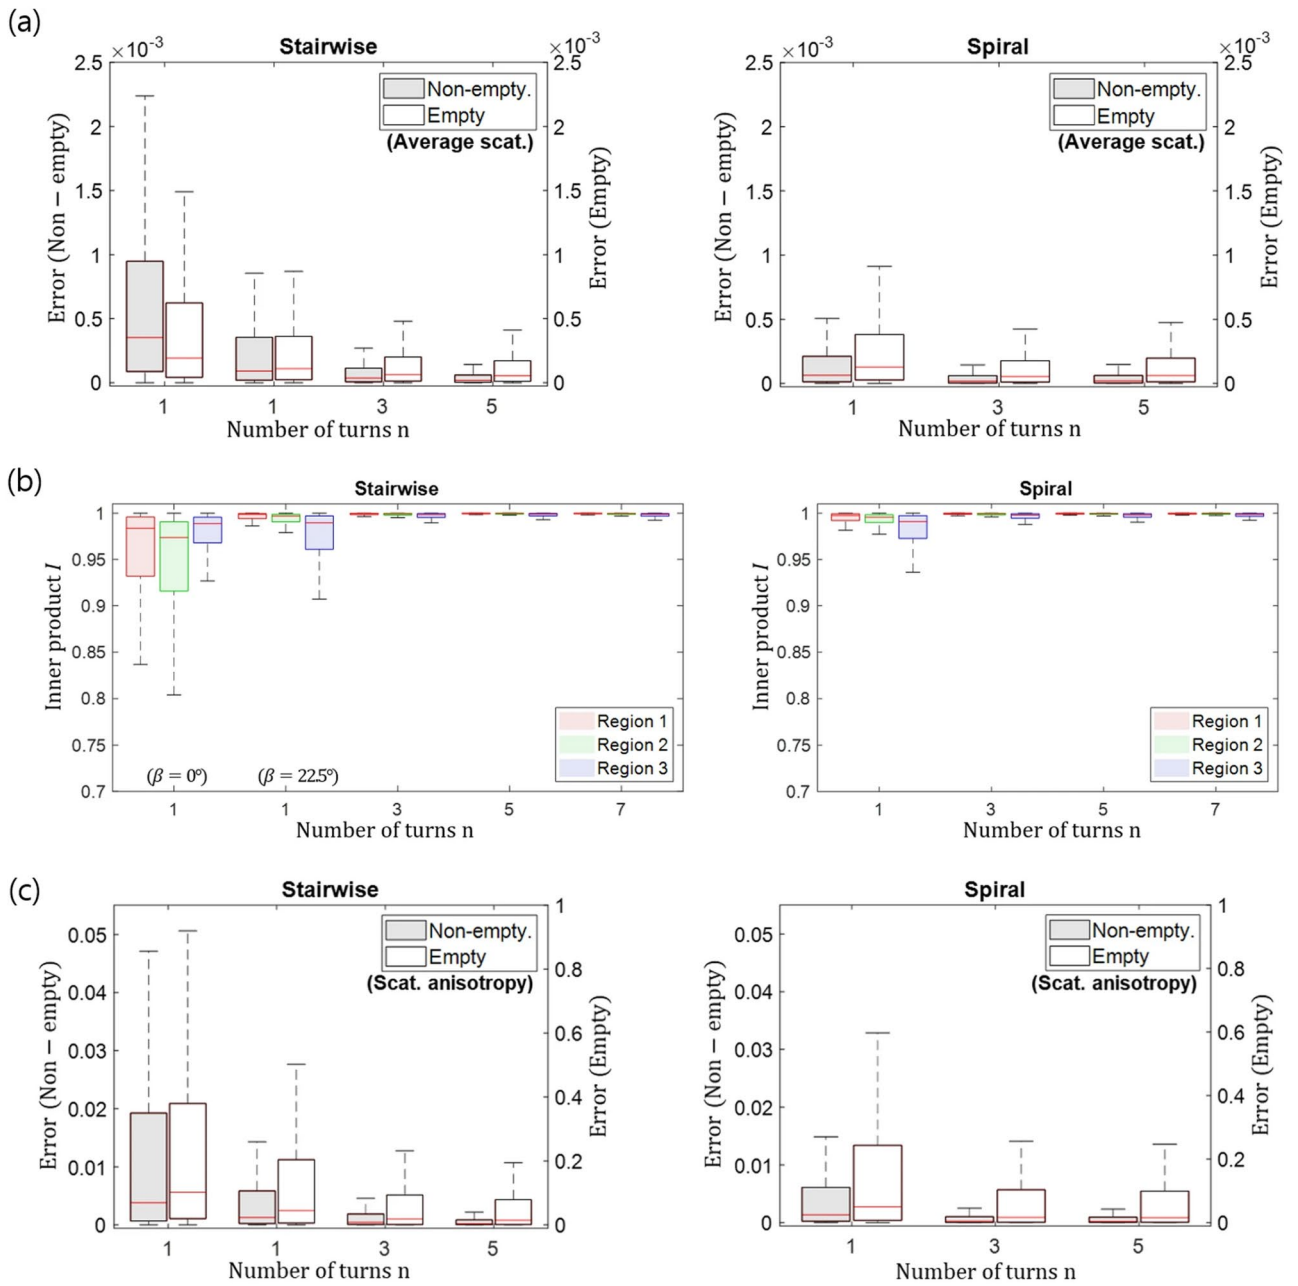 (a)
Stairwise
×10-3
×10-3
2.5
2
1.5
1
0.5
0
2.5
2
1.5
1
0.5
0
Error (Non − empty)
Error (Empty)
Non-empty.
Empty
(Average scat.)
1 1 3 5
Number of turns n
Spiral
×10-3
×10-3
2.5
2
1.5
1
0.5
0
2.5
2
1.5
1
0.5
0
Error (Non − empty)
Error (Empty)
Non-empty.
Empty
(Average scat.)
1 3 5
Number of turns n
(b)
Stairwise
1
0.95
0.9
0.85
0.8
0.75
0.7
Inner product I
Region 1
Region 2
Region 3
(β = 0°) (β = 22.5°)
1 1 3 5 7
Number of turns n
Spiral
1
0.95
0.9
0.85
0.8
0.75
0.7
Inner product I
Region 1
Region 2
Region 3
1 3 5 7
Number of turns n
(c)
Stairwise
0.05
0.04
0.03
0.02
0.01
0
1
0.8
0.6
0.4
0.2
0
Error (Non − empty)
Error (Empty)
Non-empty.
Empty
(Scat. anisotropy)
1 1 3 5
Number of turns n
Spiral
0.05
0.04
0.03
0.02
0.01
0
1
0.8
0.6
0.4
0.2
0
Error (Non − empty)
Error (Empty)
Non-empty.
Empty
(Scat. anisotropy)
1 3 5
Number of turns n